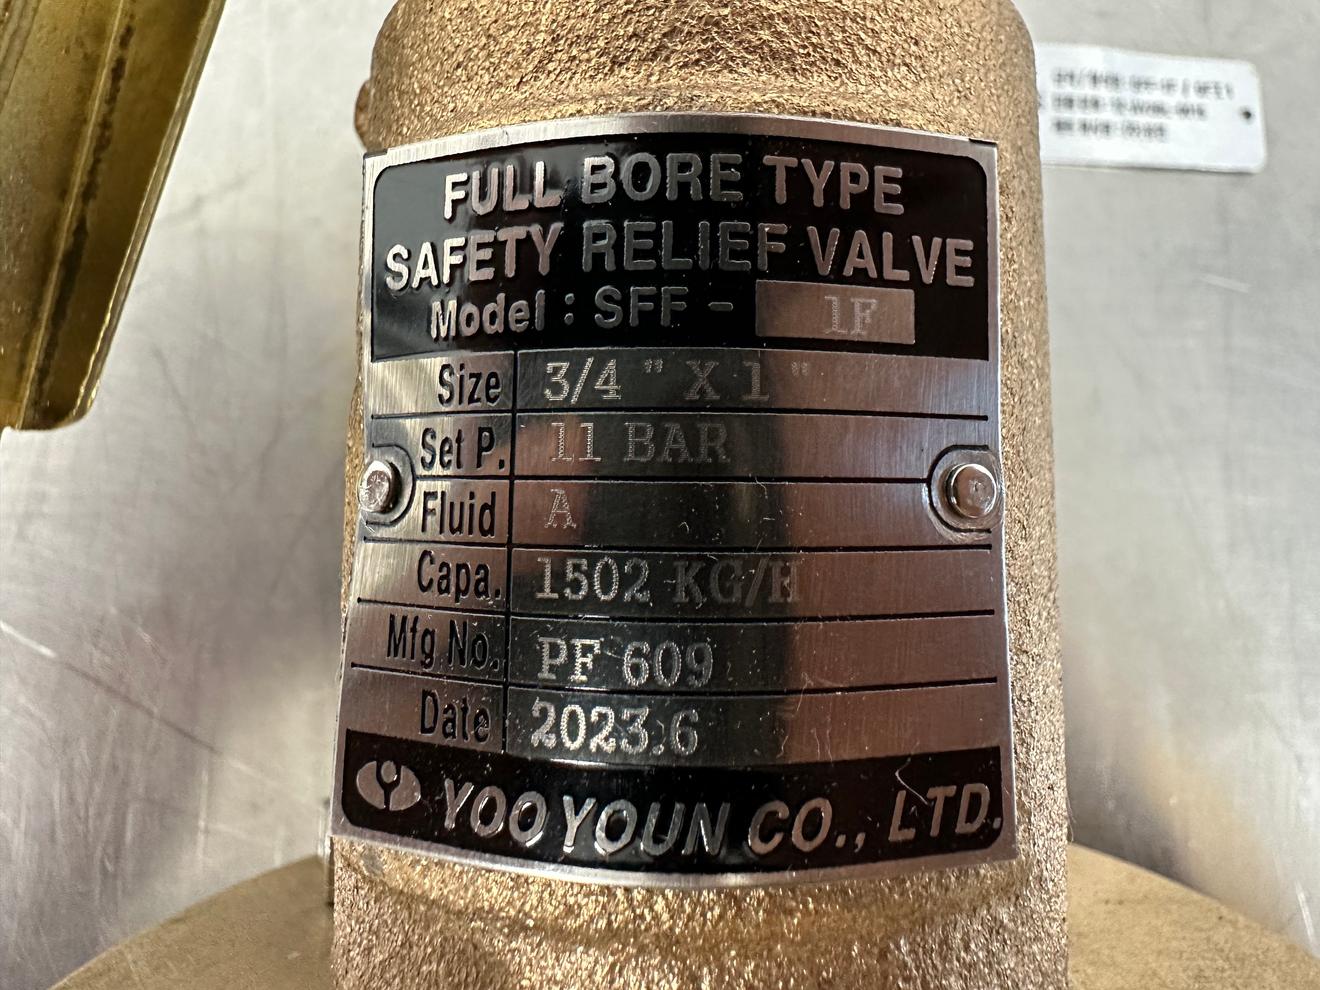 FULL BORE TYPE
SAFETY RELIEF VALVE
Model : SFF - 1F
Size 3/4 " X 1 "
Set P. 11 BAR
Fluid A
Capa. 1502 KG/H
Mfg No. PF 609
Date 2023.6
YOO YOUN CO., LTD.